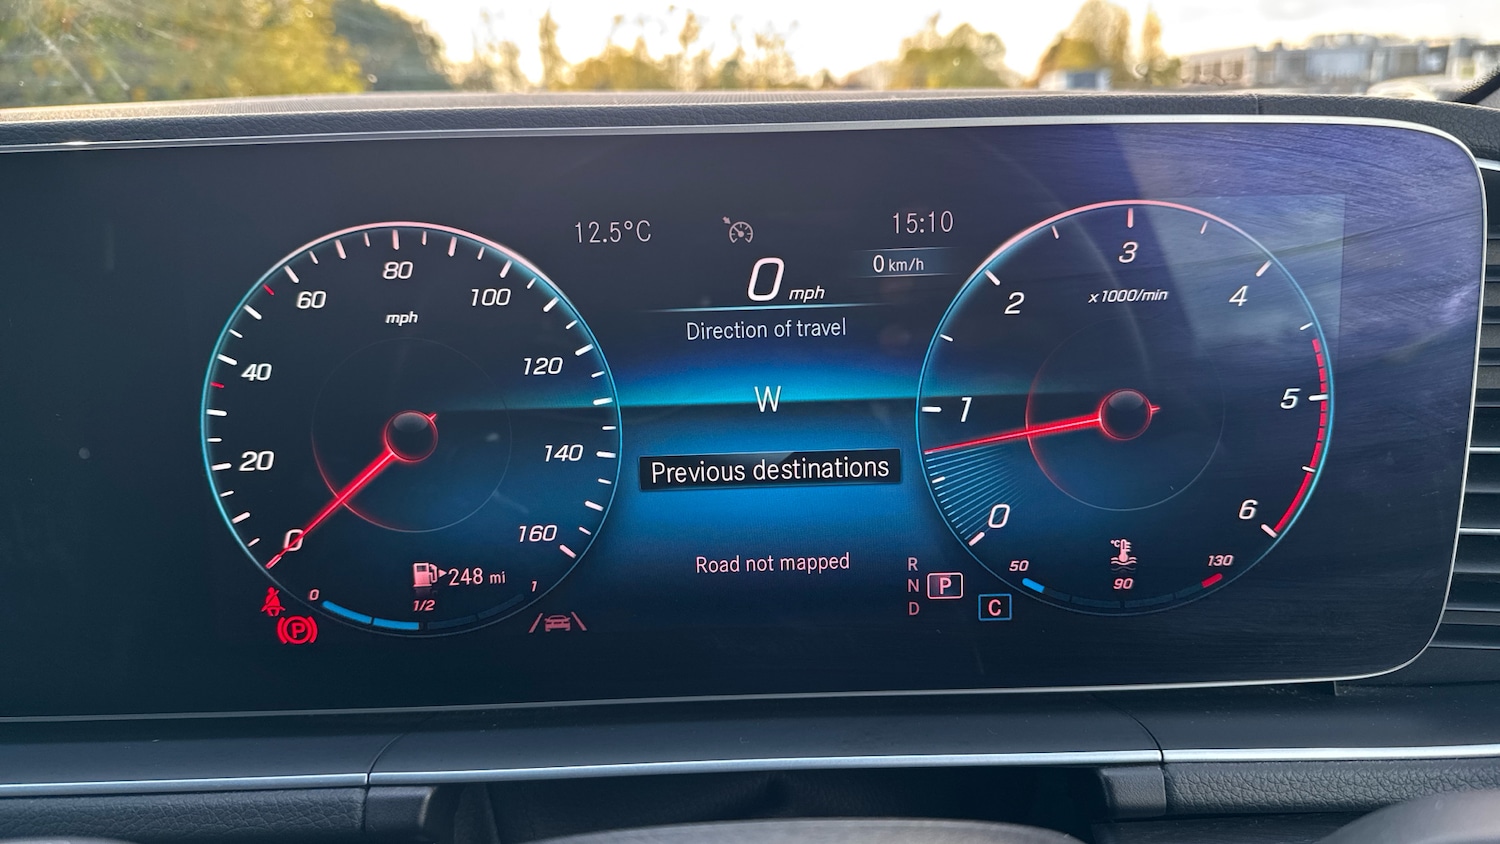 12.5°C
15:10
0 km/h
0 mph
Direction of travel
W
Previous destinations
Road not mapped
0
20
40
60
80
100
120
140
160
mph
248 mi
0
1/2
1
P
R
N
D
P
C
0
1
2
3
4
5
6
x1000/min
°C
50
90
130